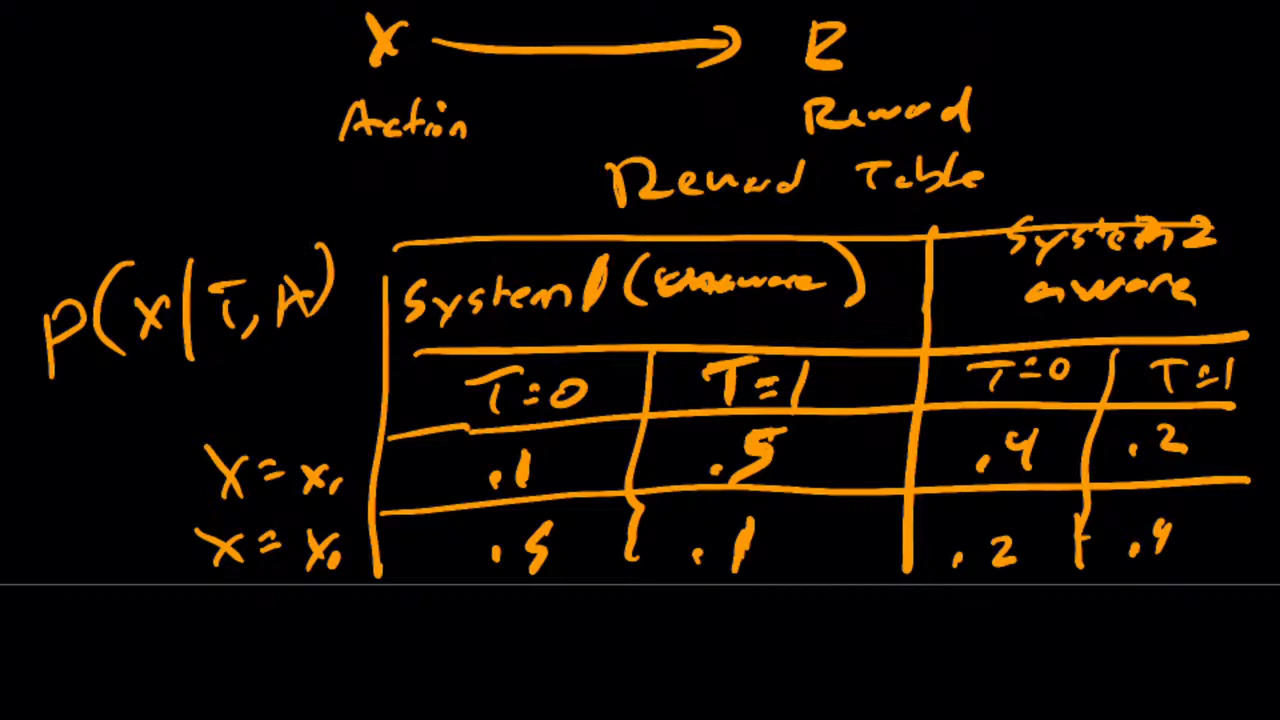 X → R
Action Reward
Reward Table
P(X|T,A)
System 1 (unaware) System 2 aware
T=0 T=1 T=0 T=1
X=x₁ .1 .5 .4 .2
X=x₀ .5 .1 .2 .4